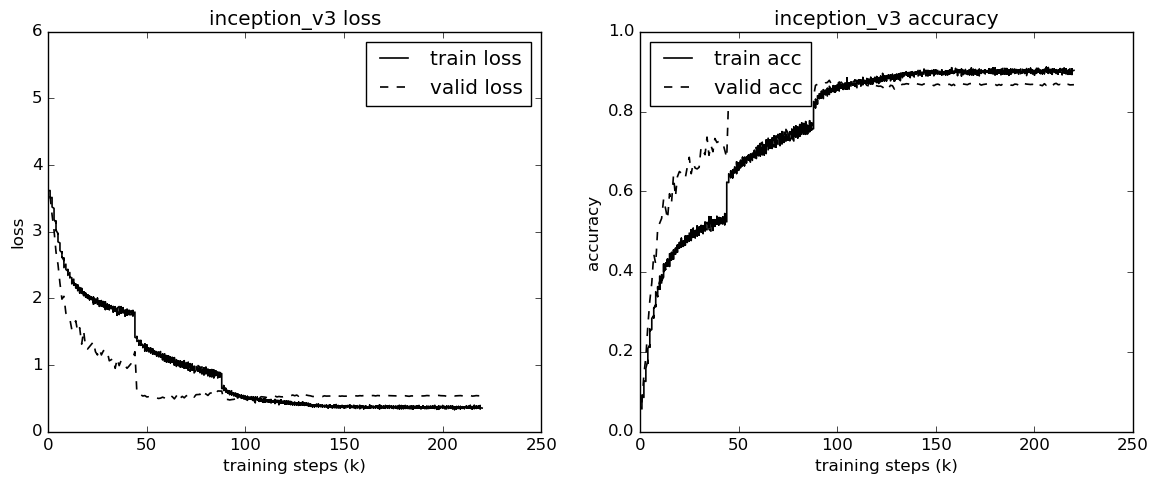 inception_v3 loss
6
5
4
3
2
1
0
loss
train loss
valid loss
0
50
100
150
200
250
training steps (k)
inception_v3 accuracy
1.0
0.8
0.6
0.4
0.2
0.0
accuracy
train acc
valid acc
0
50
100
150
200
250
training steps (k)